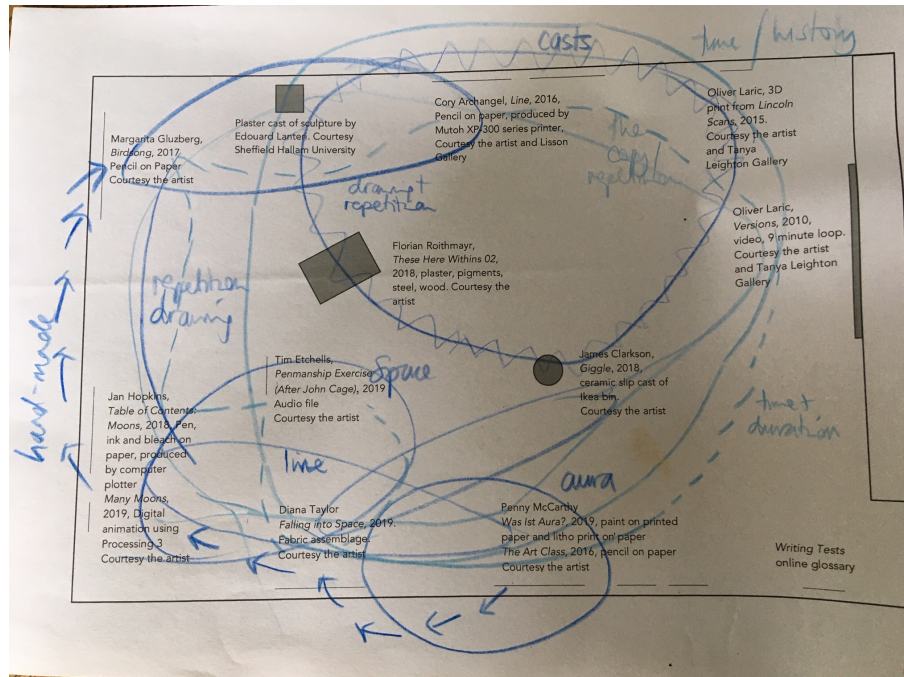 casts
time / history
Margarita Gluzberg,
Birdsong, 2017
Pencil on Paper
Courtesy the artist
Plaster cast of sculpture by
Edouard Lanteri. Courtesy
Sheffield Hallam University
Cory Archangel, Line, 2016,
Pencil on paper, produced by
Mutoh XP-300 series printer,
Courtesy the artist and Lisson
Gallery
Oliver Laric, 3D
print from Lincoln
Scans, 2015.
Courtesy the artist
and Tanya
Leighton Gallery
the
copy/
repetition
repetition
Oliver Laric,
Versions, 2010,
video, 9 minute loop.
Courtesy the artist
and Tanya Leighton
Gallery
Florian Roithmayr,
These Here Withins 02,
2018, plaster, pigments,
steel, wood. Courtesy the
artist
repetition
drawing
hand-made
Tim Etchells,
Penmanship Exercise
(After John Cage), 2019
Audio file
Courtesy the artist
Space
James Clarkson,
Giggle, 2018,
ceramic slip cast of
Ikea bin.
Courtesy the artist
time +
duration
Jan Hopkins,
Table of Contents:
Moons, 2018, Pen,
ink and bleach on
paper, produced
by computer
plotter
Many Moons,
2019, Digital
animation using
Processing 3
Courtesy the artist
line
aura
Diana Taylor
Falling into Space, 2019.
Fabric assemblage.
Courtesy the artist
Penny McCarthy
Was Ist Aura?, 2019, paint on printed
paper and litho print on paper
The Art Class, 2016, pencil on paper
Courtesy the artist
Writing Tests
online glossary